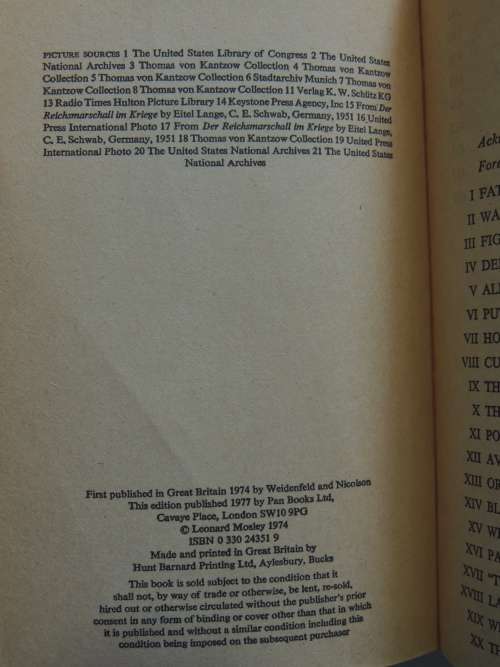 PICTURE SOURCES 1 The United States Library of Congress 2 The United States
National Archives 3 Thomas von Kantzow Collection 4 Thomas von Kantzow
Collection 5 Thomas von Kantzow Collection 6 Stadtarchiv Munich 7 Thomas von
Kantzow Collection 8 Thomas von Kantzow Collection 11 Verlag K. W. Schütz KG
13 Radio Times Hulton Picture Library 14 Keystone Press Agency, Inc 15 From Der
Reichsmarschall im Kriege by Eitel Lange, C. E. Schwab, Germany, 1951 16 United
Press International Photo 17 From Der Reichsmarschall im Kriege by Eitel Lange,
C. E. Schwab, Germany, 1951 18 Thomas von Kantzow Collection 19 United Press
International Photo 20 The United States National Archives 21 The United States
National Archives
First published in Great Britain 1974 by Weidenfeld and Nicolson
This edition published 1977 by Pan Books Ltd,
Cavaye Place, London SW10 9PG
© Leonard Mosley 1974
ISBN 0 330 24351 9
Made and printed in Great Britain by
Hunt Barnard Printing Ltd, Aylesbury, Bucks
This book is sold subject to the condition that it
shall not, by way of trade or otherwise, be lent, re-sold,
hired out or otherwise circulated without the publisher's prior
consent in any form of binding or cover other than that in which
it is published and without a similar condition including this
condition being imposed on the subsequent purchaser
Ackn
Fore
I FAT
II WA
III FIG
IV DE
V ALL
VI PU
VII HO
VIII CU
IX TH
X TH
XI PO
XII AV
XIII OR
XIV BL
XV W
XVI PA
XVII "T
XVIII LA
XIX W
XX T